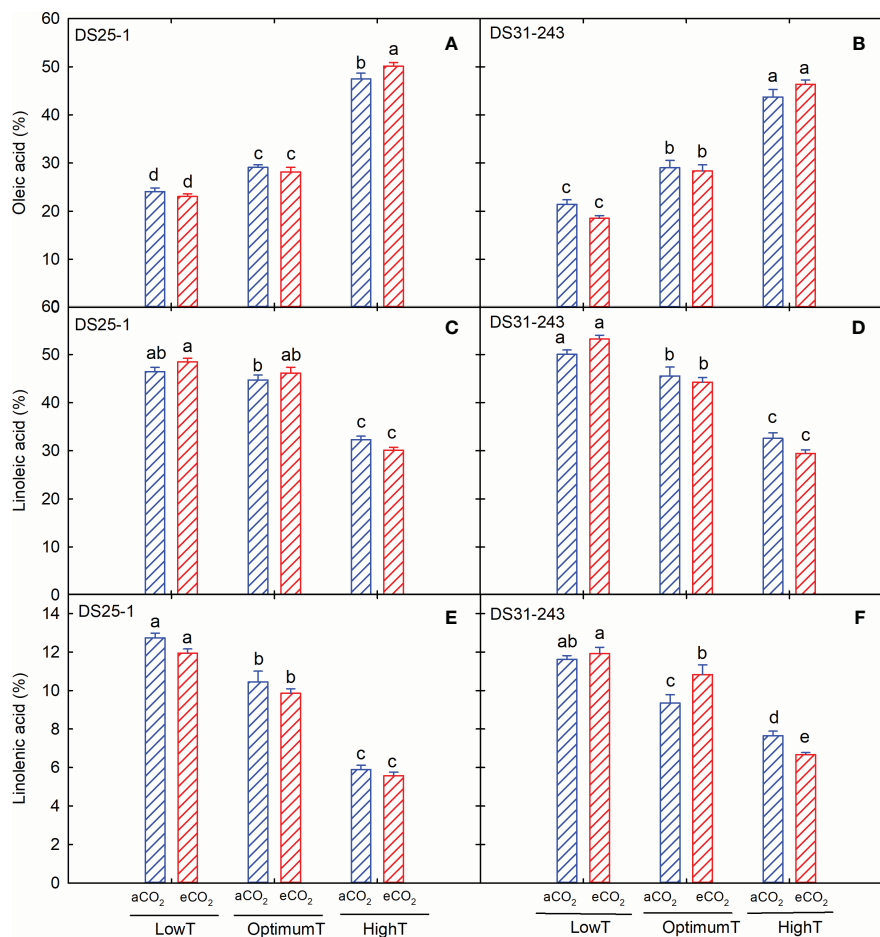 60
50
40
30
20
10
Oleic acid (%)
DS25-1
A
d
d
c
c
b
a
DS31-243
B
c
c
b
b
a
a
60
50
40
30
20
10
0
Linoleic acid (%)
DS25-1
C
ab
a
b
ab
c
c
DS31-243
D
a
a
b
b
c
c
14
12
10
8
6
4
2
0
Linolenic acid (%)
DS25-1
E
a
a
b
b
c
c
DS31-243
F
ab
a
c
b
d
e
aCO₂ eCO₂ aCO₂ eCO₂ aCO₂ eCO₂
LowT OptimumT HighT
aCO₂ eCO₂ aCO₂ eCO₂ aCO₂ eCO₂
LowT OptimumT HighT